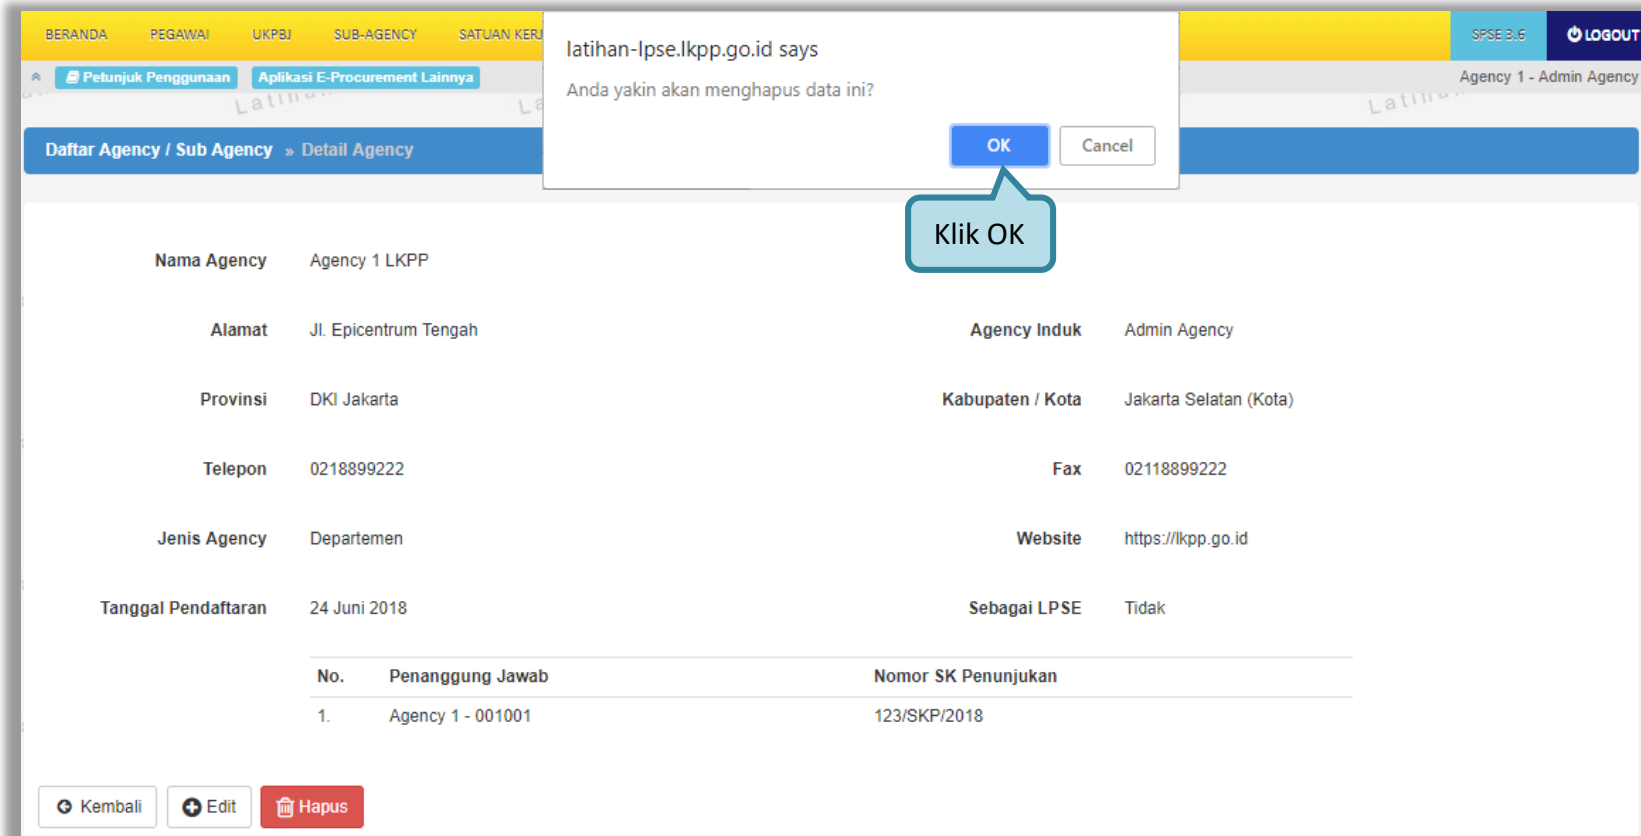 BERANDA PEGAWAI UKPBJ SUB-AGENCY SATUAN KERJ SPSE 3.6 LOGOUT
latihan-lpse.lkpp.go.id says
Petunjuk Penggunaan Aplikasi E-Procurement Lainnya Agency 1 - Admin Agency
Anda yakin akan menghapus data ini?
OK Cancel
Daftar Agency / Sub Agency » Detail Agency
Klik OK
Nama Agency Agency 1 LKPP
Alamat Jl. Epicentrum Tengah Agency Induk Admin Agency
Provinsi DKI Jakarta Kabupaten / Kota Jakarta Selatan (Kota)
Telepon 0218899222 Fax 02118899222
Jenis Agency Departemen Website https://lkpp.go.id
Tanggal Pendaftaran 24 Juni 2018 Sebagai LPSE Tidak
No. Penanggung Jawab Nomor SK Penunjukan
1. Agency 1 - 001001 123/SKP/2018
Kembali Edit Hapus